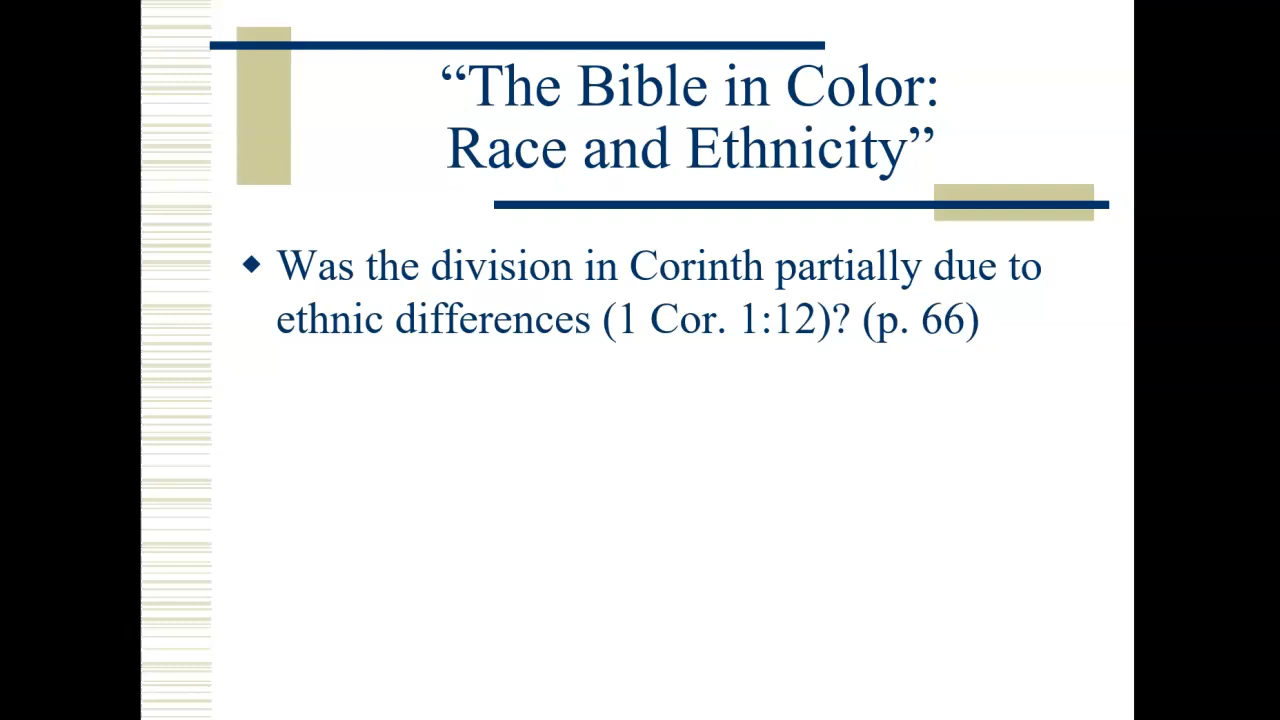 “The Bible in Color:
Race and Ethnicity”
Was the division in Corinth partially due to
ethnic differences (1 Cor. 1:12)? (p. 66)